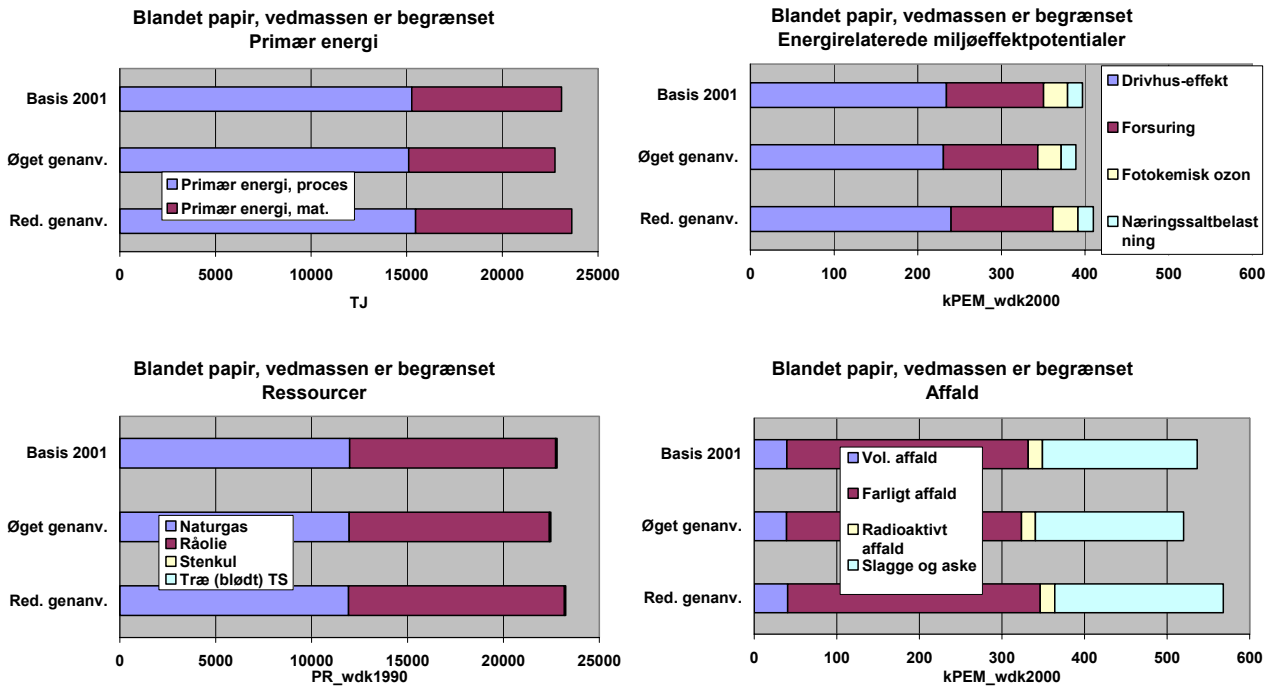 Blandet papir, vedmassen er begrænset
Primær energi
Basis 2001
Øget genanv.
Red. genanv.
Primær energi, proces
Primær energi, mat.
0 5000 10000 15000 20000 25000
TJ
Blandet papir, vedmassen er begrænset
Energirelaterede miljøeffektpotentialer
Basis 2001
Øget genanv.
Red. genanv.
Drivhus-effekt
Forsuring
Fotokemisk ozon
Næringssaltbelast
ning
0 100 200 300 400 500 600
kPEM_wdk2000
Blandet papir, vedmassen er begrænset
Ressourcer
Basis 2001
Øget genanv.
Red. genanv.
Naturgas
Råolie
Stenkul
Træ (blødt) TS
0 5000 10000 15000 20000 25000
PR_wdk1990
Blandet papir, vedmassen er begrænset
Affald
Basis 2001
Øget genanv.
Red. genanv.
Vol. affald
Farligt affald
Radioaktivt
affald
Slagge og aske
0 100 200 300 400 500 600
kPEM_wdk2000